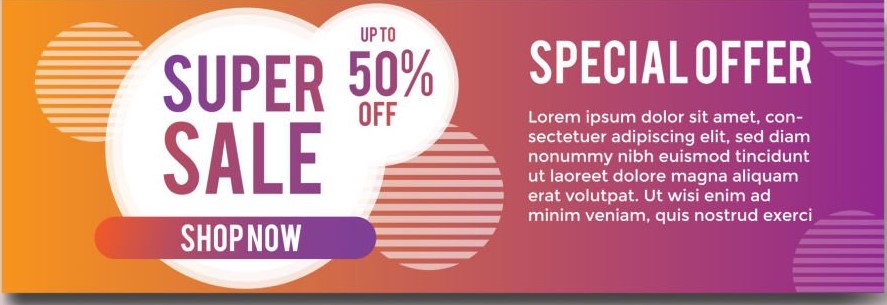 SUPER
SALE
UP TO
50%
OFF
SHOP NOW
SPECIAL OFFER
Lorem ipsum dolor sit amet, con-
sectetuer adipiscing elit, sed diam
nonummy nibh euismod tincidunt
ut laoreet dolore magna aliquam
erat volutpat. Ut wisi enim ad
minim veniam, quis nostrud exerci